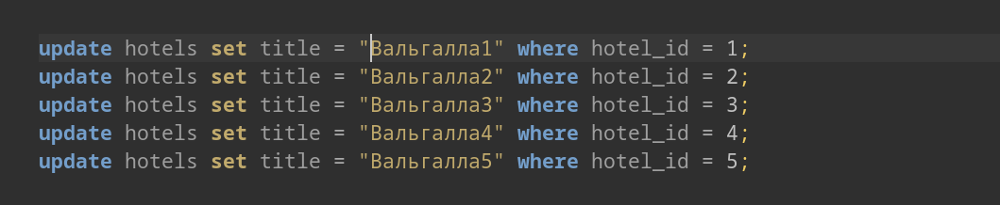 update hotels set title = "Вальгалла1" where hotel_id = 1;
update hotels set title = "Вальгалла2" where hotel_id = 2;
update hotels set title = "Вальгалла3" where hotel_id = 3;
update hotels set title = "Вальгалла4" where hotel_id = 4;
update hotels set title = "Вальгалла5" where hotel_id = 5;